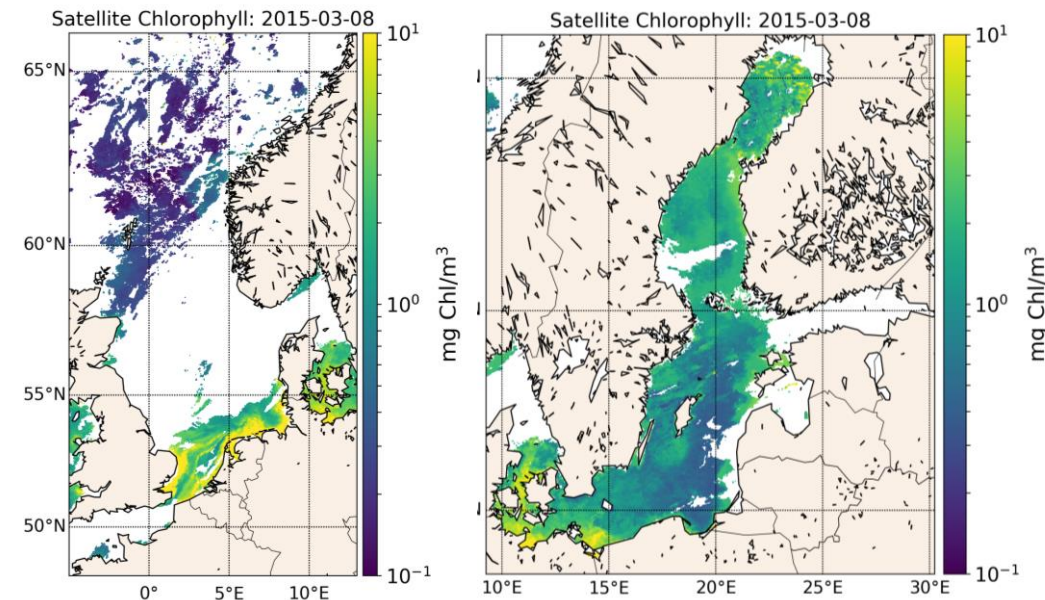 Satellite Chlorophyll: 2015-03-08
65°N
60°N
55°N
50°N
0°
5°E
10°E
10¹
10⁰
10⁻¹
mg Chl/m³
Satellite Chlorophyll: 2015-03-08
10°E
15°E
20°E
25°E
30°E
10¹
10⁰
10⁻¹
mg Chl/m³